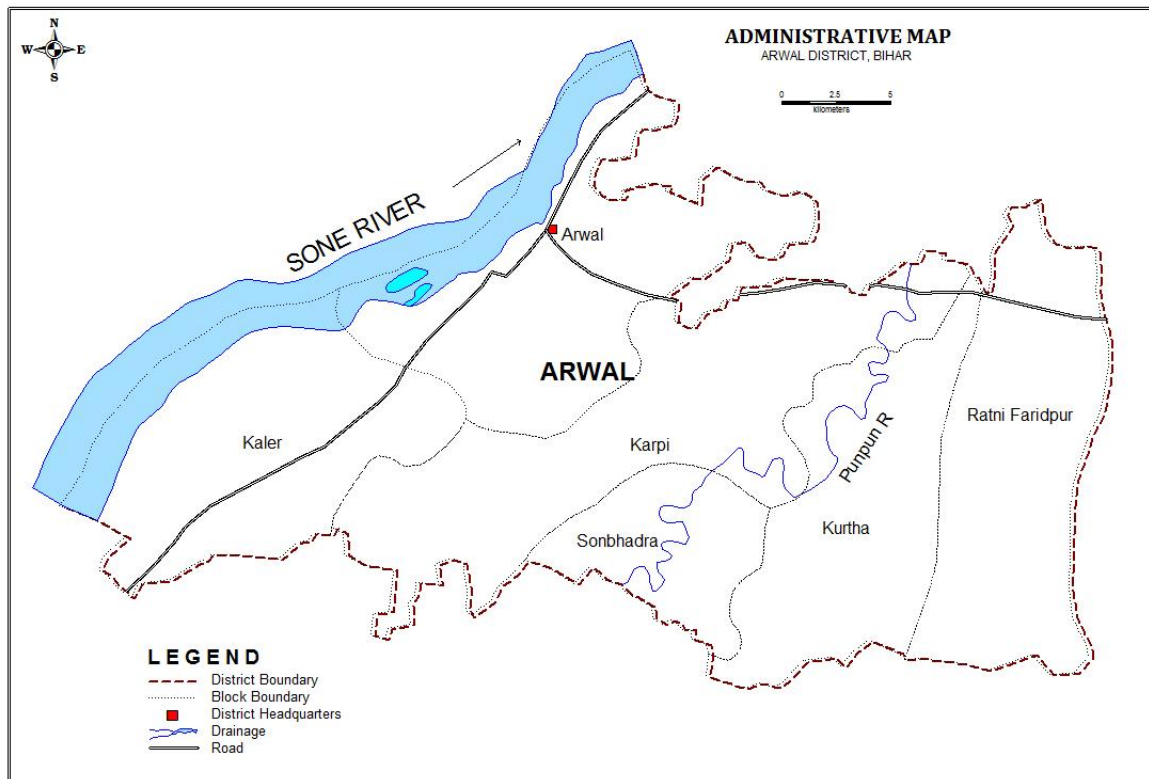 N
W E
S
ADMINISTRATIVE MAP
ARWAL DISTRICT, BIHAR
0 2.5 5
kilometers
SONE RIVER
Arwal
ARWAL
Kaler
Karpi
Punpun R
Ratni Faridpur
Sonbhadra
Kurtha
LEGEND
District Boundary
Block Boundary
District Headquarters
Drainage
Road